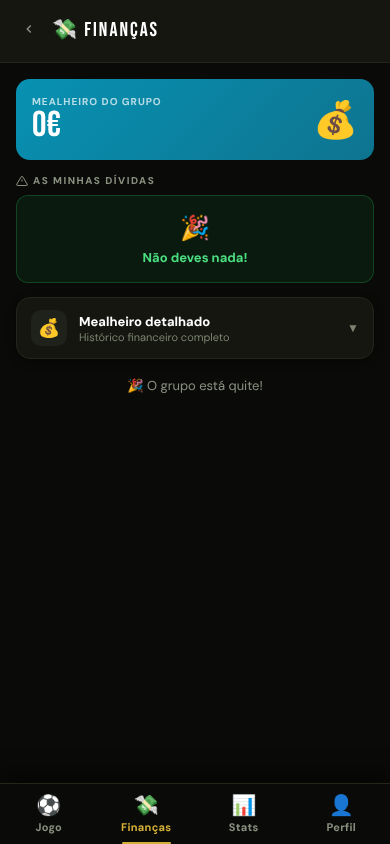 FINANÇAS
MEALHEIRO DO GRUPO
0€
AS MINHAS DÍVIDAS
Não deves nada!
Mealheiro detalhado
Histórico financeiro completo
O grupo está quite!
Jogo
Finanças
Stats
Perfil